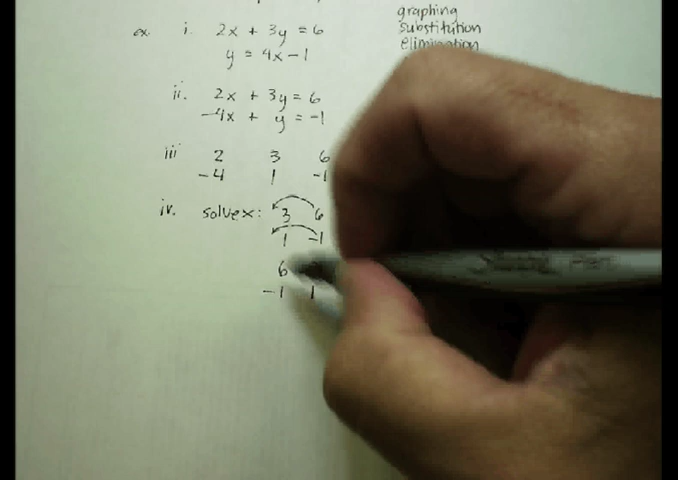 graphing
substitution
elimination
ex. i. 2x + 3y = 6
y = 4x - 1
ii. 2x + 3y = 6
-4x + y = -1
iii 2 3 6
-4 1 -1
iv. solve x: 3 6
1 -1
6
-1 1